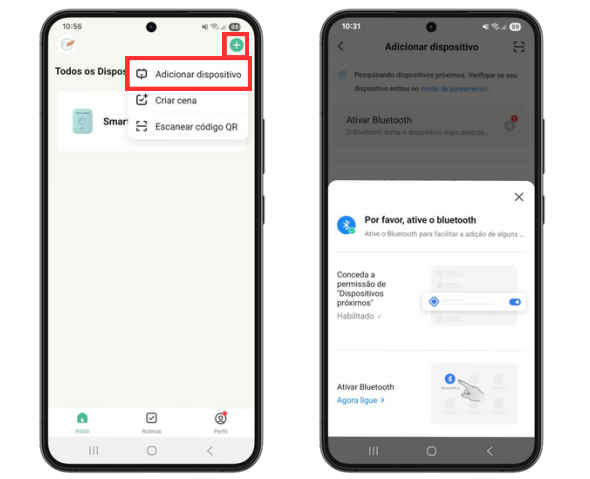 10:56
88
Todos os Dispos
Adicionar dispositivo
Criar cena
Escanear código QR
Smar
Início
Rotinas
Perfil
10:31
89
Adicionar dispositivo
Pesquisando dispositivos próximos. Verifique se seu
dispositivo entrou no modo de pareamento.
Ativar Bluetooth
O Bluetooth torna o dispositivo mais detectá...
Por favor, ative o bluetooth
Ative o Bluetooth para facilitar a adição de alguns ...
Conceda a
permissão de
"Dispositivos
próximos"
Habilitado ✓
Ativar Bluetooth
Agora ligue >